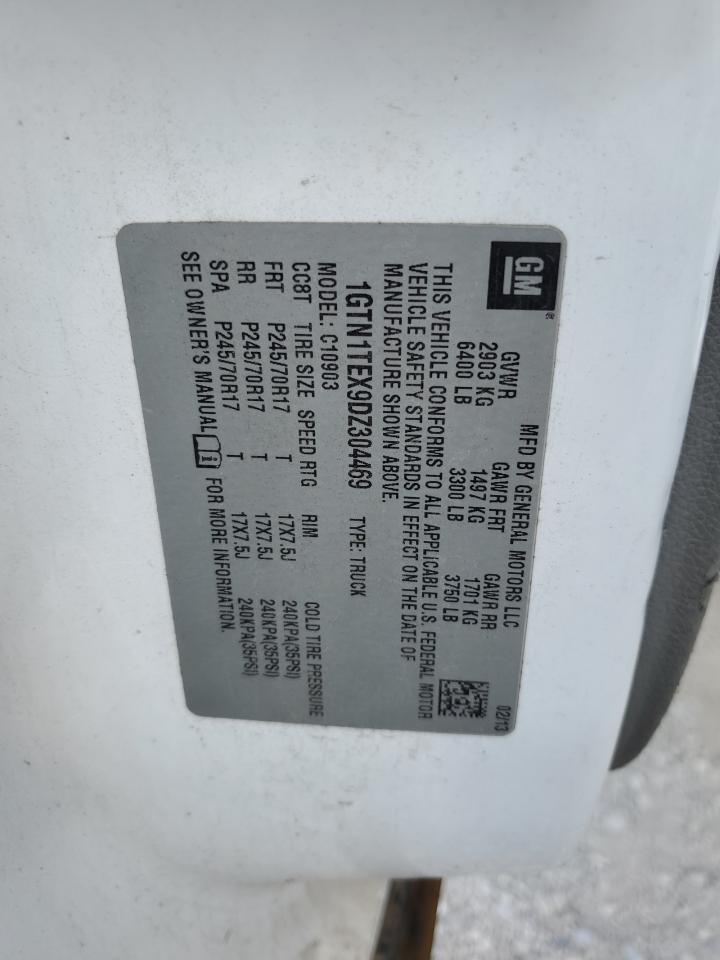 GM
®
MFD BY GENERAL MOTORS LLC
02/13
GVWR GAWR FRT GAWR RR
2903 KG 1497 KG 1701 KG
6400 LB 3300 LB 3750 LB
THIS VEHICLE CONFORMS TO ALL APPLICABLE U.S. FEDERAL MOTOR
VEHICLE SAFETY STANDARDS IN EFFECT ON THE DATE OF
MANUFACTURE SHOWN ABOVE.
1GTN1TEX9DZ304469 TYPE: TRUCK
MODEL: C10903
CC8T TIRE SIZE SPEED RTG RIM COLD TIRE PRESSURE
FRT P245/70R17 T 17X7.5J 240KPA(35PSI)
RR P245/70R17 T 17X7.5J 240KPA(35PSI)
SPA P245/70R17 T 17X7.5J 240KPA(35PSI)
SEE OWNER'S MANUAL i FOR MORE INFORMATION.